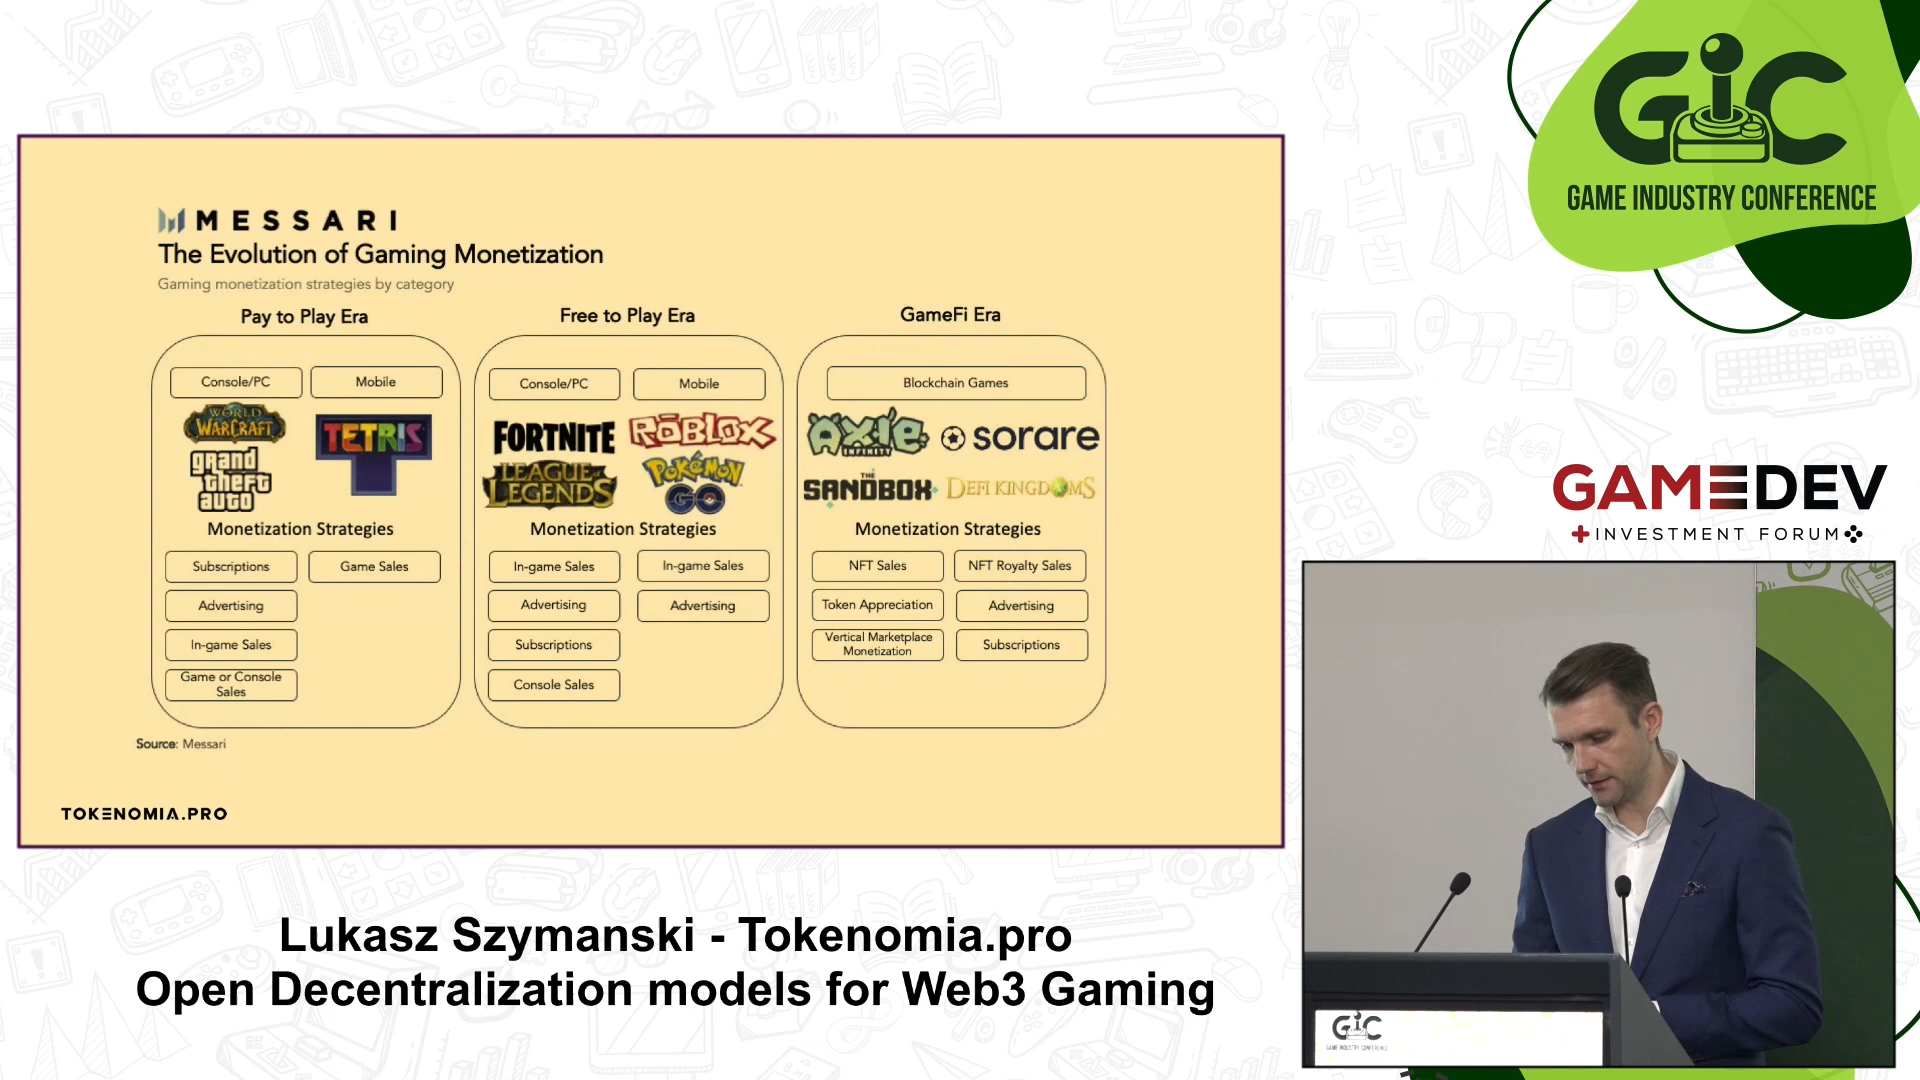 MESSARI
The Evolution of Gaming Monetization
Gaming monetization strategies by category
Pay to Play Era
Console/PC
Mobile
WORLD
WARCRAFT
TETRIS
grand
theft
auto
Monetization Strategies
Subscriptions
Game Sales
Advertising
In-game Sales
Game or Console
Sales
Free to Play Era
Console/PC
Mobile
FORTNITE
ROBLOX
LEAGUE OF
LEGENDS
POKÉMON
GO
Monetization Strategies
In-game Sales
In-game Sales
Advertising
Advertising
Subscriptions
Console Sales
GameFi Era
Blockchain Games
AXIE
INFINITY
sorare
THE
SANDBOX
DEFI KINGDOMS
Monetization Strategies
NFT Sales
NFT Royalty Sales
Token Appreciation
Advertising
Vertical Marketplace
Monetization
Subscriptions
Source: Messari
TOKENOMIA.PRO
GIC
GAME INDUSTRY CONFERENCE
GAMEDEV
INVESTMENT FORUM
GIC
GAME INDUSTRY CONFERENCE
Lukasz Szymanski - Tokenomia.pro
Open Decentralization models for Web3 Gaming